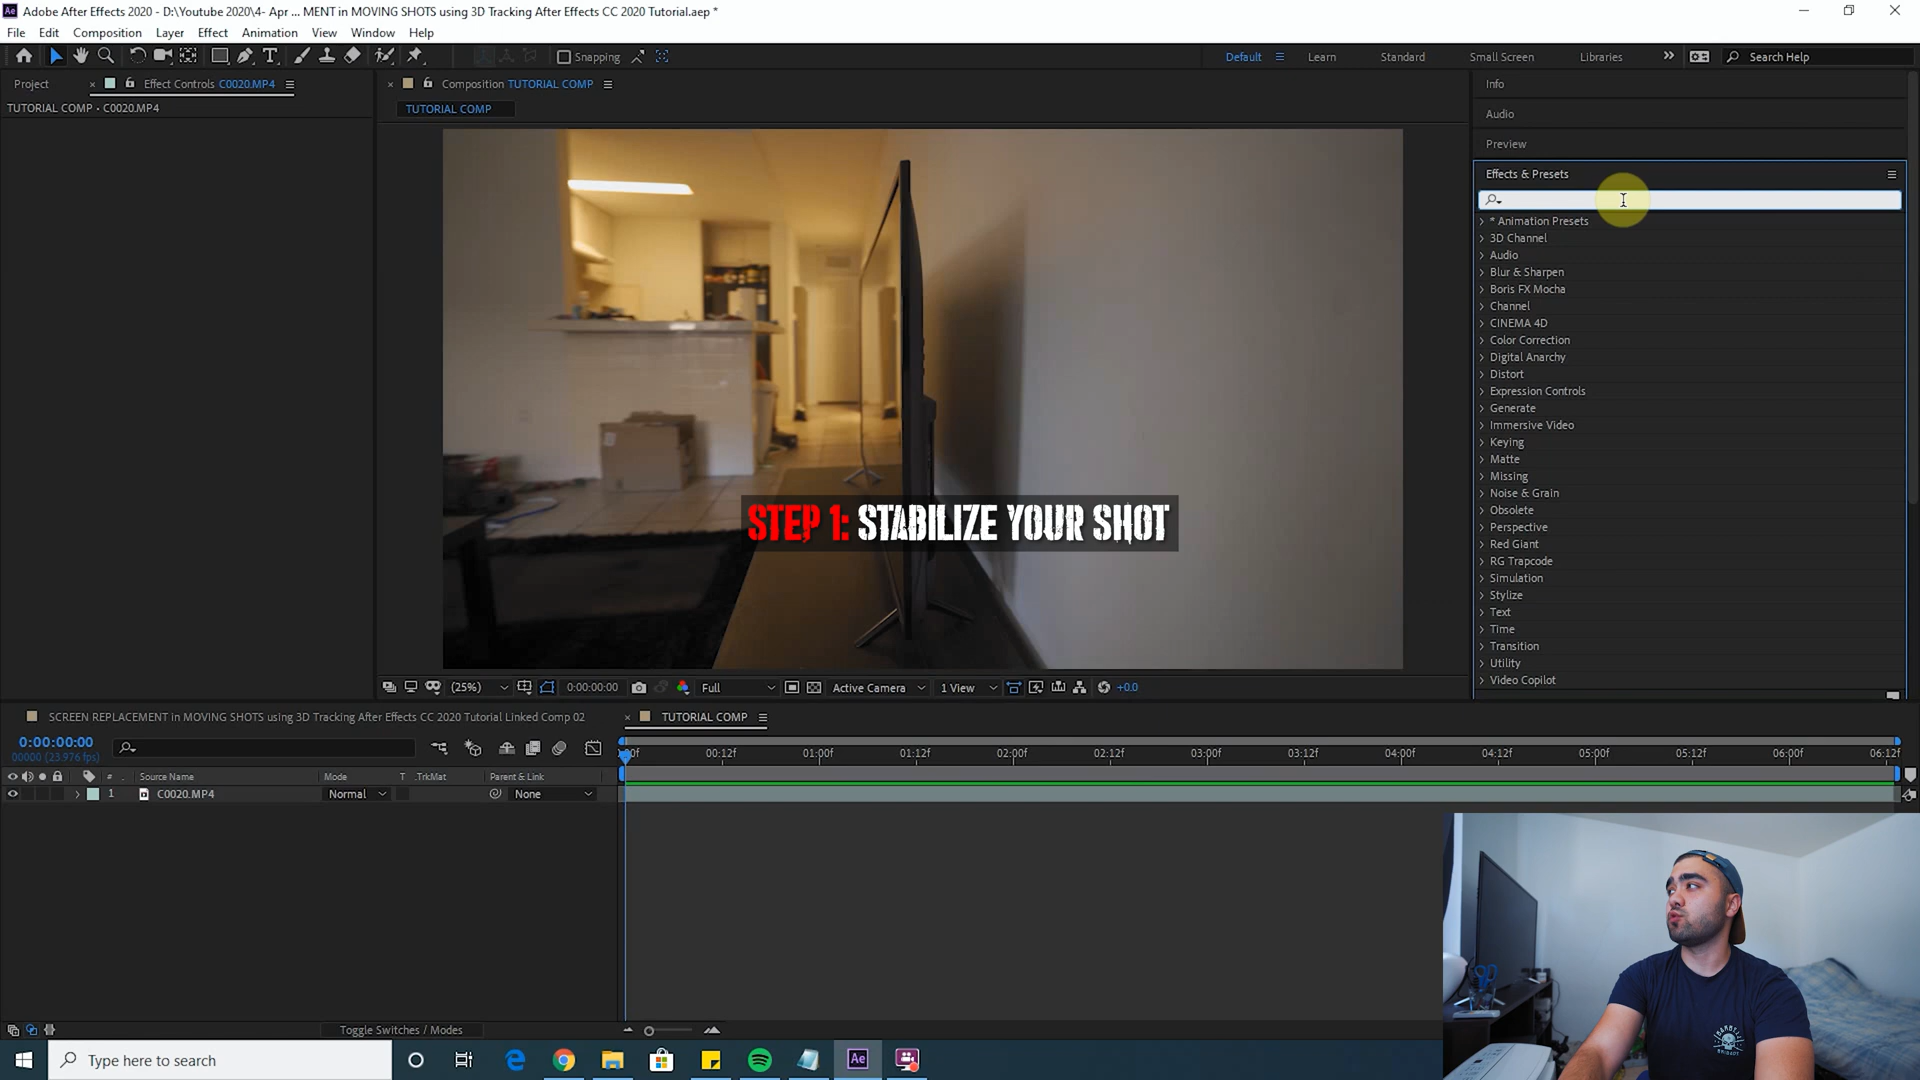 Adobe After Effects 2020 - D:\Youtube 2020\4- Apr ... MENT in MOVING SHOTS using 3D Tracking After Effects CC 2020 Tutorial.aep *
File Edit Composition Layer Effect Animation View Window Help
Snapping Default Learn Standard Small Screen Libraries Search Help
Project Effect Controls C0020.MP4
TUTORIAL COMP • C0020.MP4
Composition TUTORIAL COMP
TUTORIAL COMP
STEP 1: STABILIZE YOUR SHOT
(25%) 0:00:00:00 Full Active Camera 1 View +0.0
Info
Audio
Preview
Effects & Presets
* Animation Presets
3D Channel
Audio
Blur & Sharpen
Boris FX Mocha
Channel
CINEMA 4D
Color Correction
Digital Anarchy
Distort
Expression Controls
Generate
Immersive Video
Keying
Matte
Missing
Noise & Grain
Obsolete
Perspective
Red Giant
RG Trapcode
Simulation
Stylize
Text
Time
Transition
Utility
Video Copilot
SCREEN REPLACEMENT in MOVING SHOTS using 3D Tracking After Effects CC 2020 Tutorial Linked Comp 02
TUTORIAL COMP
0:00:00:00
00000 (23.976 fps)
00:12f 01:00f 01:12f 02:00f 02:12f 03:00f 03:12f 04:00f 04:12f 05:00f 05:12f 06:00f 06:12f
# Source Name Mode T .TrkMat Parent & Link
1 C0020.MP4 Normal None
Toggle Switches / Modes
Type here to search
Ae